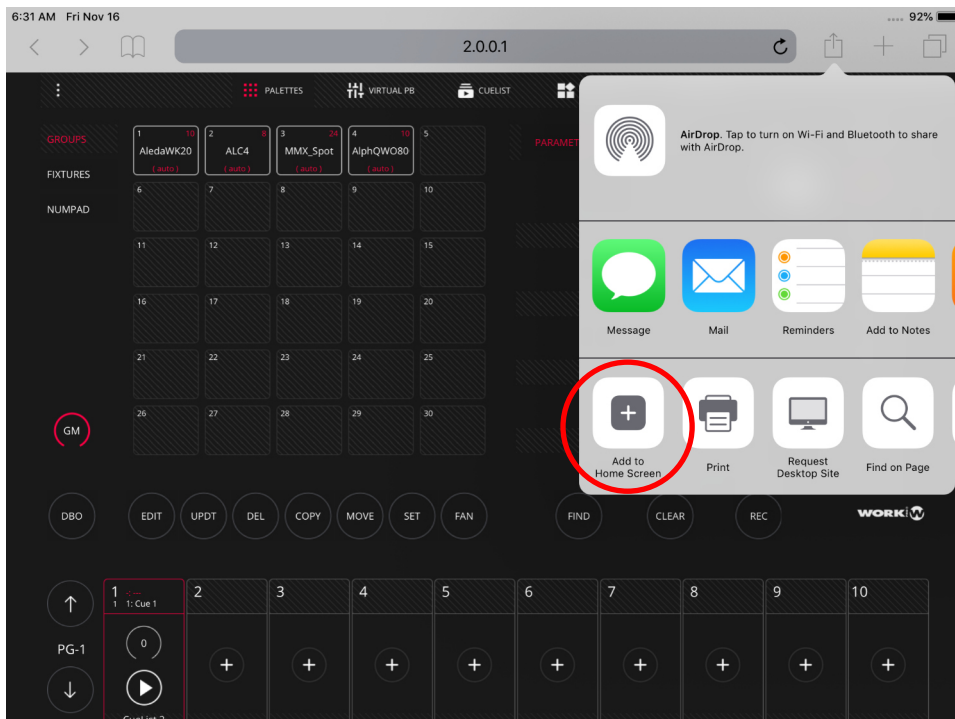 6:31 AM Fri Nov 16
92%
2.0.0.1
PALETTES
VIRTUAL PB
CUELIST
GROUPS
FIXTURES
NUMPAD
1 10
AledaWK20
( auto )
2 8
ALC4
( auto )
3 24
MMX_Spot
( auto )
4 10
AlphQWO80
( auto )
5
6
7
8
9
10
11
12
13
14
15
16
17
18
19
20
21
22
23
24
25
26
27
28
29
30
PARAMET
AirDrop. Tap to turn on Wi-Fi and Bluetooth to share
with AirDrop.
Message
Mail
Reminders
Add to Notes
Add to
Home Screen
Print
Request
Desktop Site
Find on Page
GM
DBO
EDIT
UPDT
DEL
COPY
MOVE
SET
FAN
FIND
CLEAR
REC
WORK
PG-1
1
1 1: Cue 1
0
2
3
4
5
6
7
8
9
10